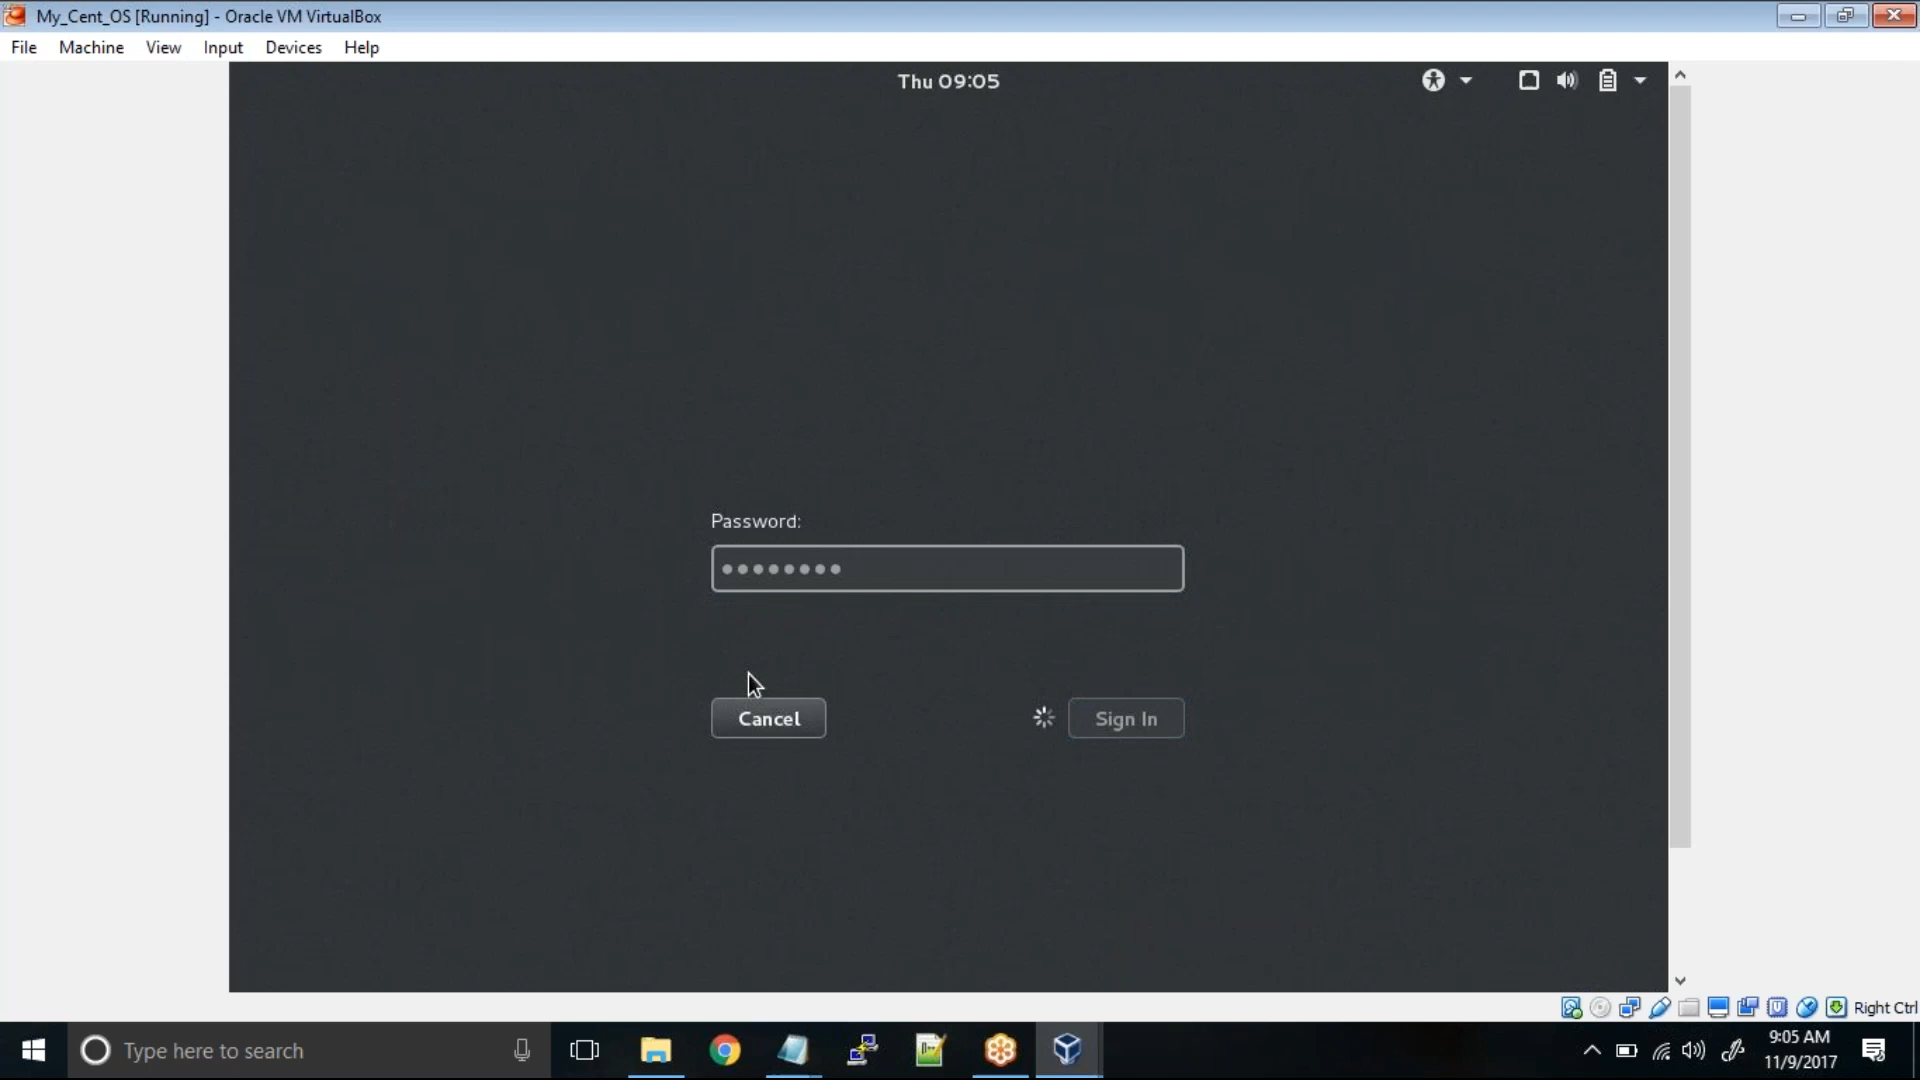 My_Cent_OS [Running] - Oracle VM VirtualBox
File Machine View Input Devices Help
Thu 09:05
Password:
Cancel
Sign In
Right Ctrl
Type here to search
9:05 AM
11/9/2017